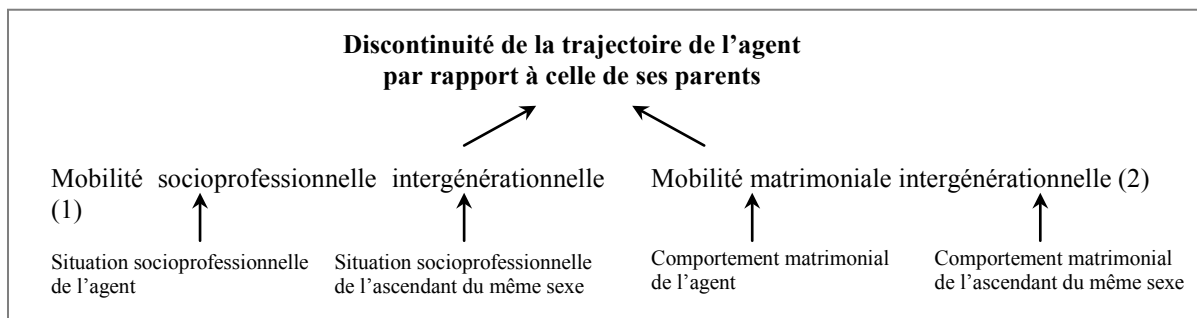 Discontinuité de la trajectoire de l’agent
par rapport à celle de ses parents
Mobilité socioprofessionnelle intergénérationnelle
(1)
Mobilité matrimoniale intergénérationnelle (2)
Situation socioprofessionnelle
de l’agent
Situation socioprofessionnelle
de l’ascendant du même sexe
Comportement matrimonial
de l’agent
Comportement matrimonial
de l’ascendant du même sexe